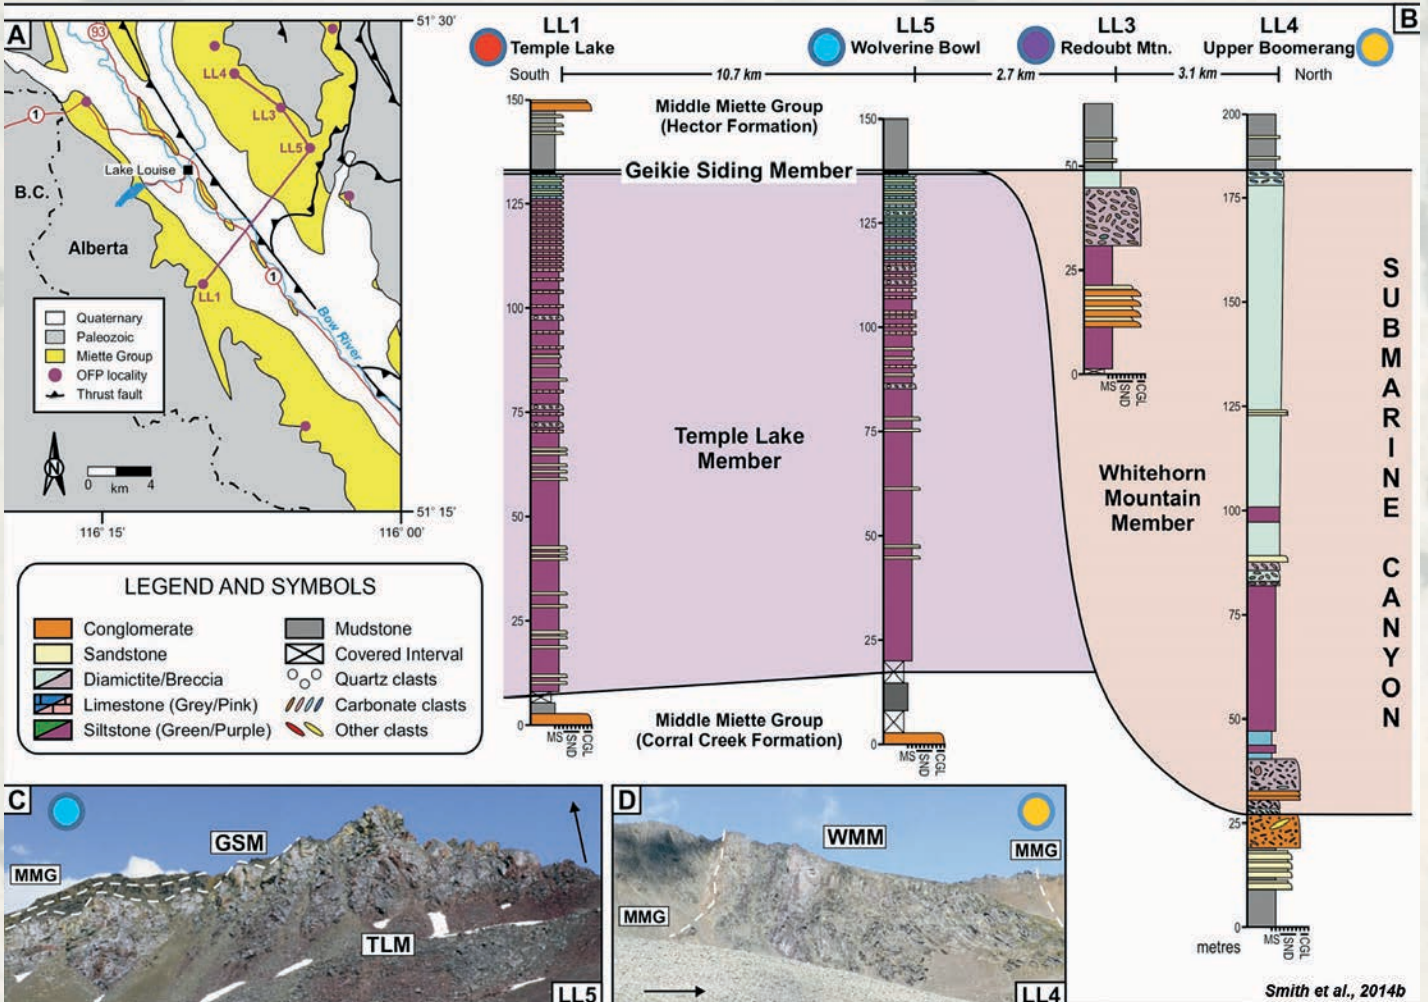 A
93
51° 30'
LL4
LL3
1
LL5
Lake Louise
B.C.
Alberta
LL1
1
Bow River
Quaternary
Paleozoic
Miette Group
OFP locality
Thrust fault
N
0 4
km
51° 15'
116° 15'
116° 00'
LEGEND AND SYMBOLS
Conglomerate
Sandstone
Diamictite/Breccia
Limestone (Grey/Pink)
Siltstone (Green/Purple)
Mudstone
Covered Interval
Quartz clasts
Carbonate clasts
Other clasts
B
LL1
Temple Lake
LL5
Wolverine Bowl
LL3
Redoubt Mtn.
LL4
Upper Boomerang
South
10.7 km
2.7 km
3.1 km
North
150
125
100
75
50
25
0
MS
SND
CGL
Middle Miette Group
(Hector Formation)
Geikie Siding Member
Temple Lake
Member
Middle Miette Group
(Corral Creek Formation)
150
125
100
75
50
25
0
MS
SND
CGL
50
25
0
MS
SND
CGL
Whitehorn
Mountain
Member
200
175
150
125
100
75
50
25
0
metres
MS
SND
CGL
SUBMARINE CANYON
C
GSM
MMG
TLM
LL5
D
WMM
MMG
MMG
LL4
Smith et al., 2014b